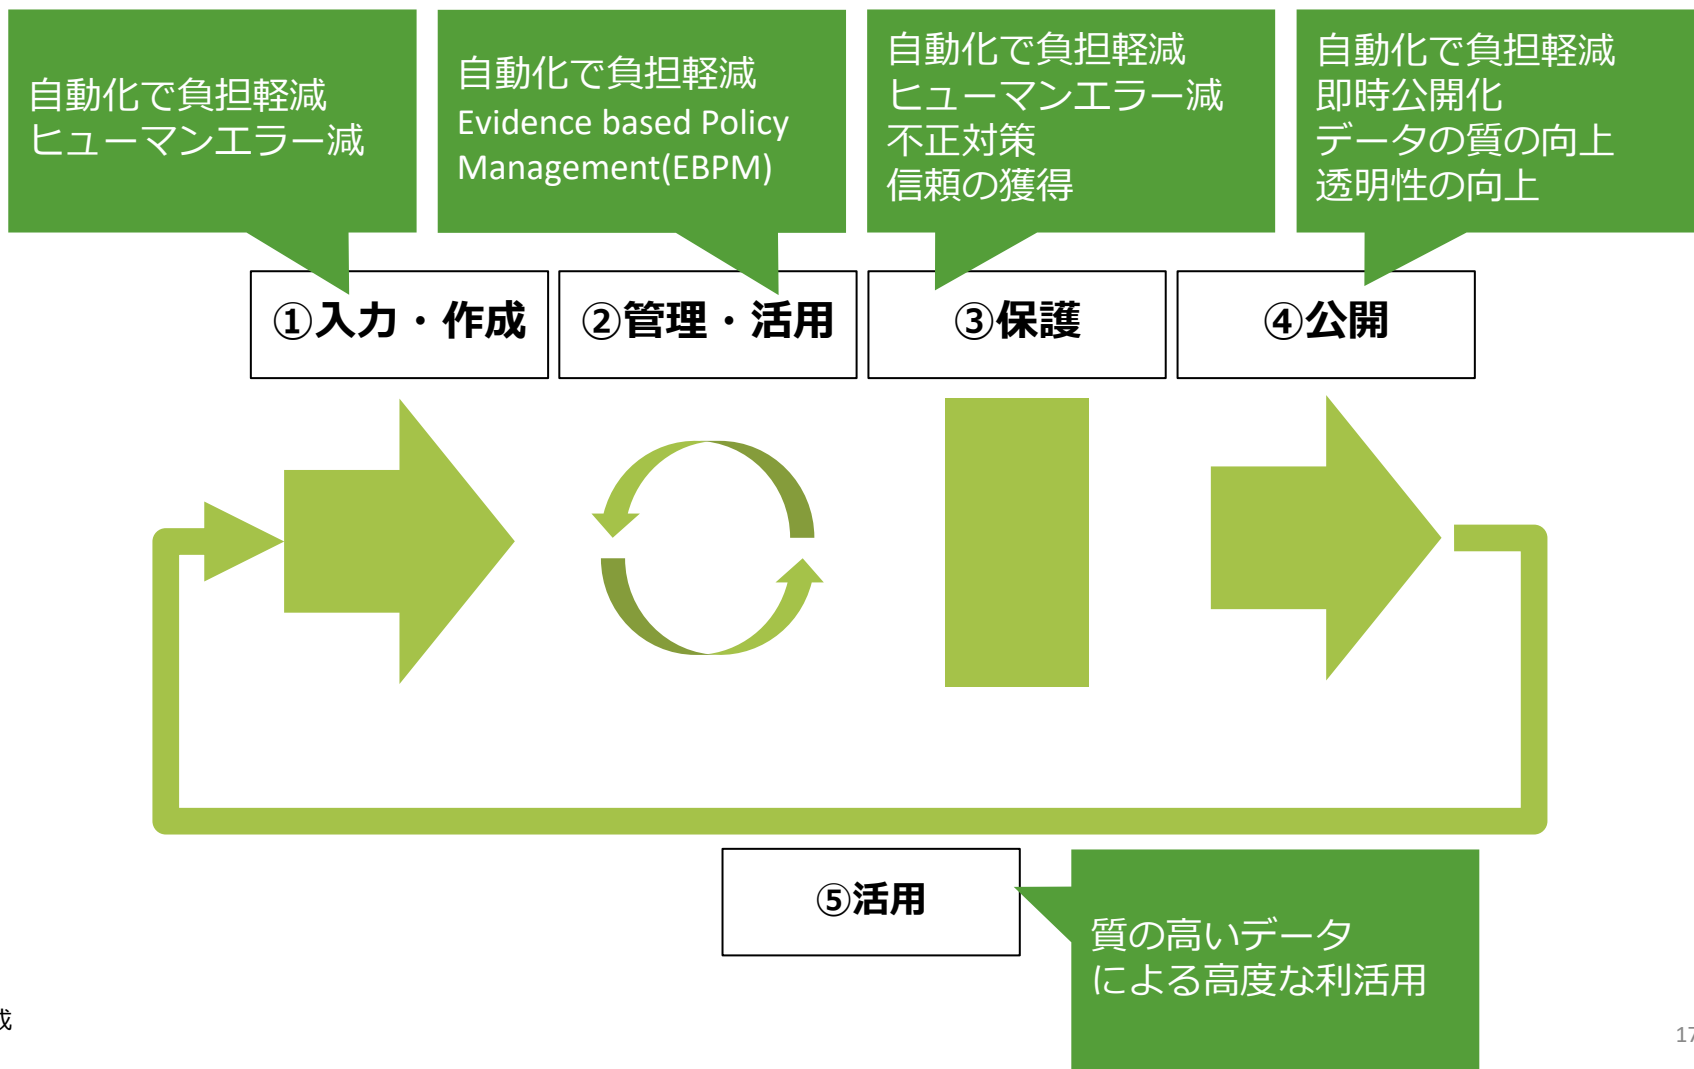 自動化で負担軽減
ヒューマンエラー減
自動化で負担軽減
Evidence based Policy
Management(EBPM)
自動化で負担軽減
ヒューマンエラー減
不正対策
信頼の獲得
自動化で負担軽減
即時公開化
データの質の向上
透明性の向上
①入力・作成
②管理・活用
③保護
④公開
⑤活用
質の高いデータ
による高度な利活用
17